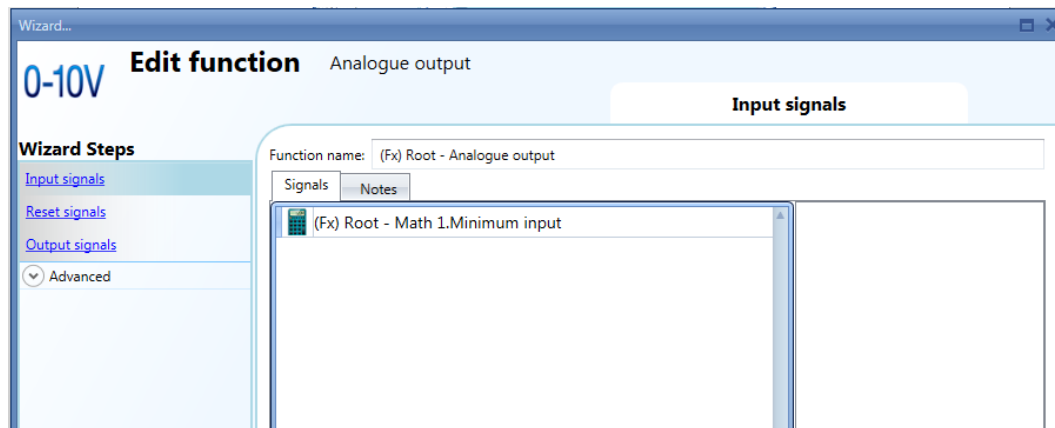 Wizard...
0-10V
Edit function
Analogue output
Input signals
Wizard Steps
Input signals
Reset signals
Output signals
Advanced
Function name: (Fx) Root - Analogue output
Signals
Notes
(Fx) Root - Math 1.Minimum input